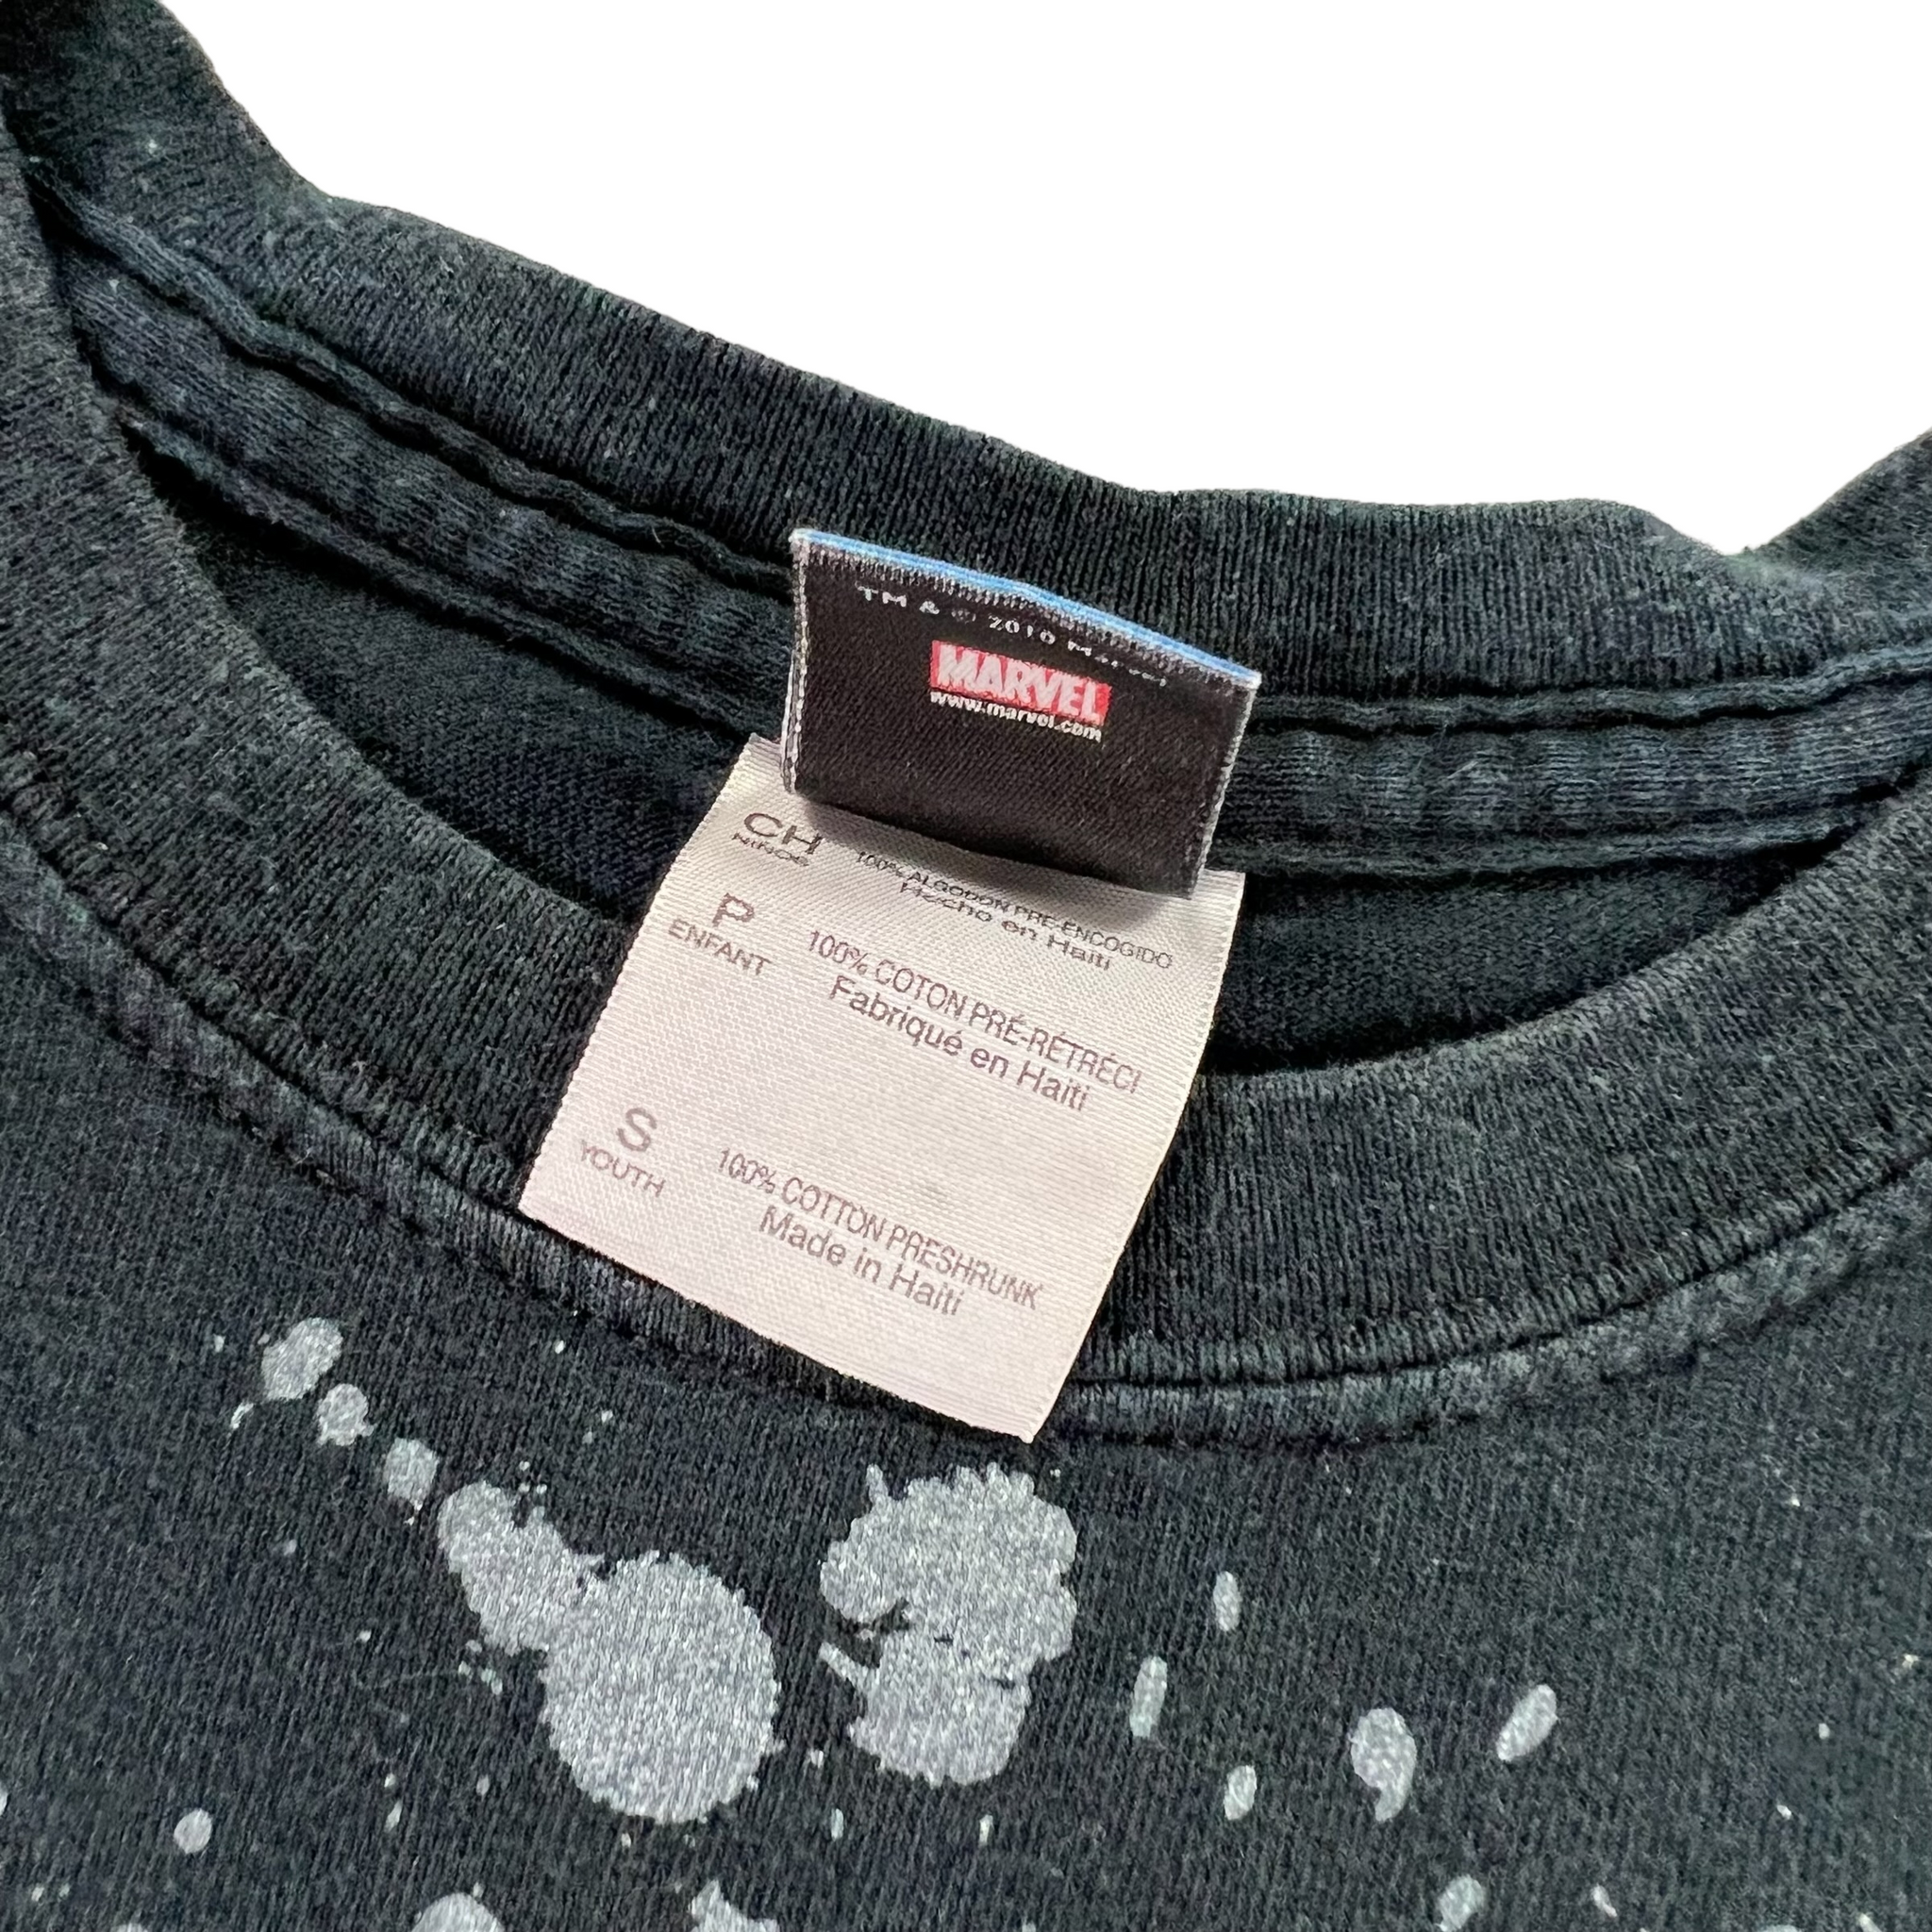 TM & © 2010 Marvel
MARVEL
www.marvel.com
CH
NIÑOS
100% ALGODON PRE-ENCOGIDO
Hecho en Haiti
P
ENFANT
100% COTON PRÉ-RÉTRÉCI
Fabriqué en Haïti
S
YOUTH
100% COTTON PRESHRUNK
Made in Haiti